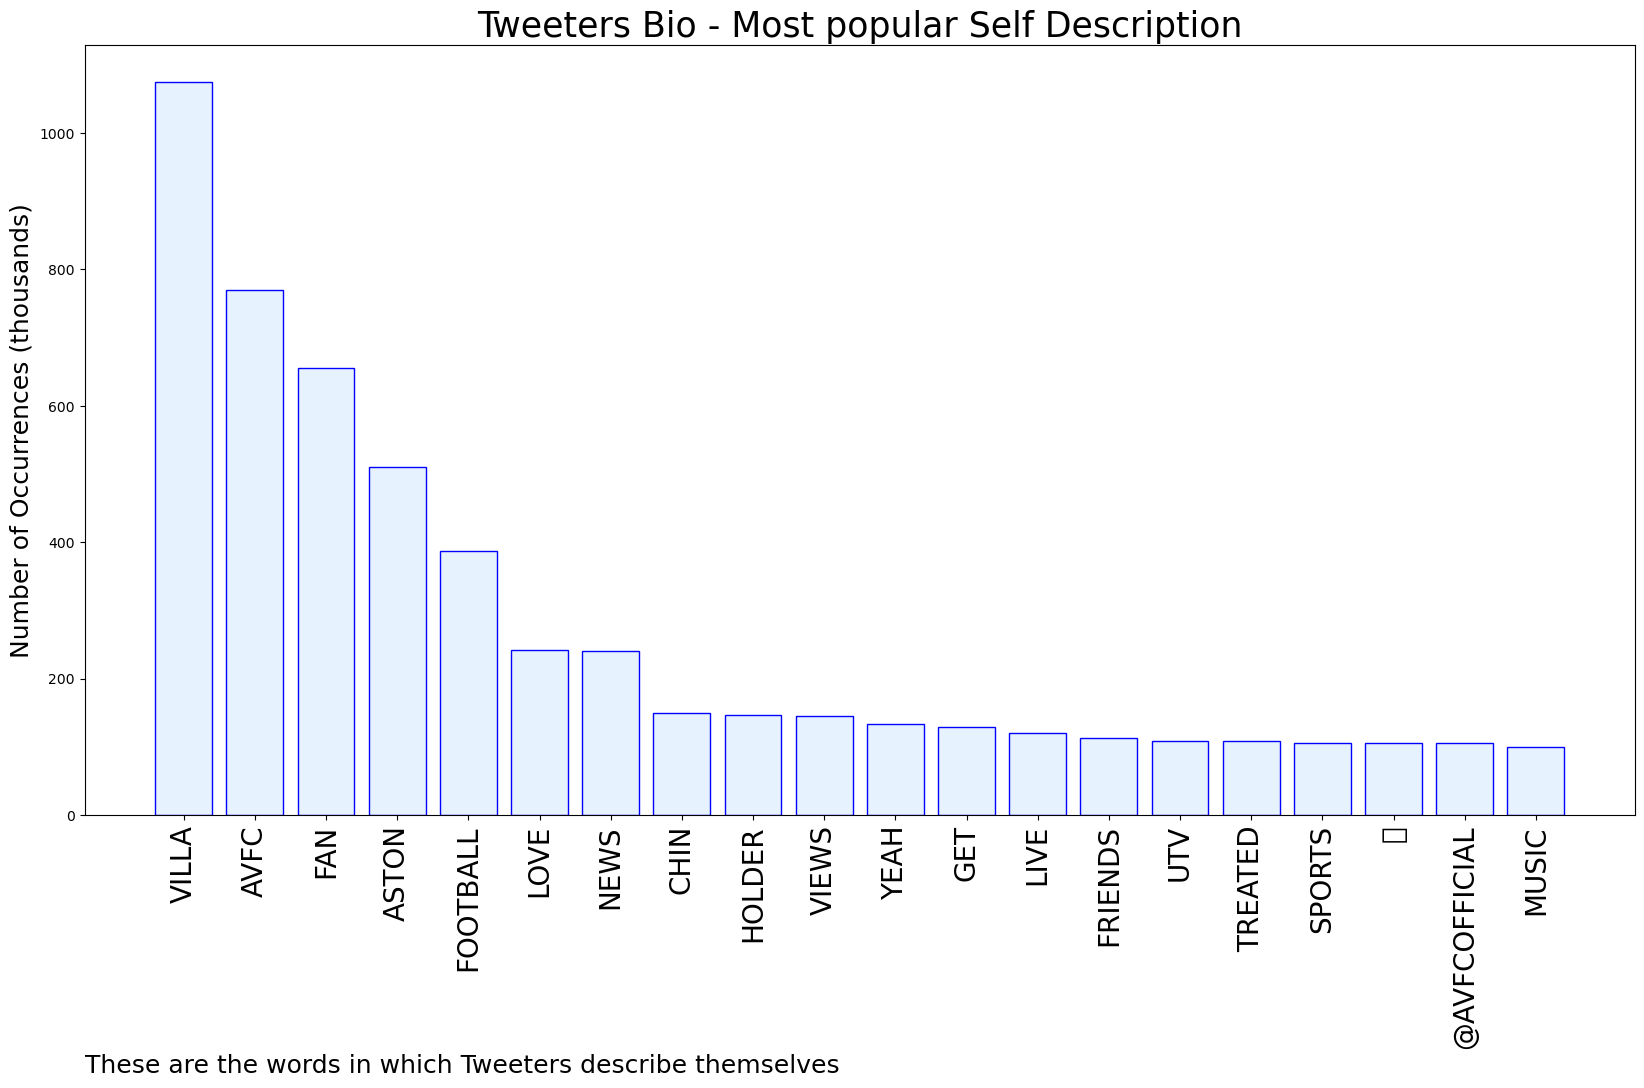 Tweeters Bio - Most popular Self Description
Number of Occurrences (thousands)
1000
800
600
400
200
0
VILLA
AVFC
FAN
ASTON
FOOTBALL
LOVE
NEWS
CHIN
HOLDER
VIEWS
YEAH
GET
LIVE
FRIENDS
UTV
TREATED
SPORTS
@AVFCOFFICIAL
MUSIC
These are the words in which Tweeters describe themselves